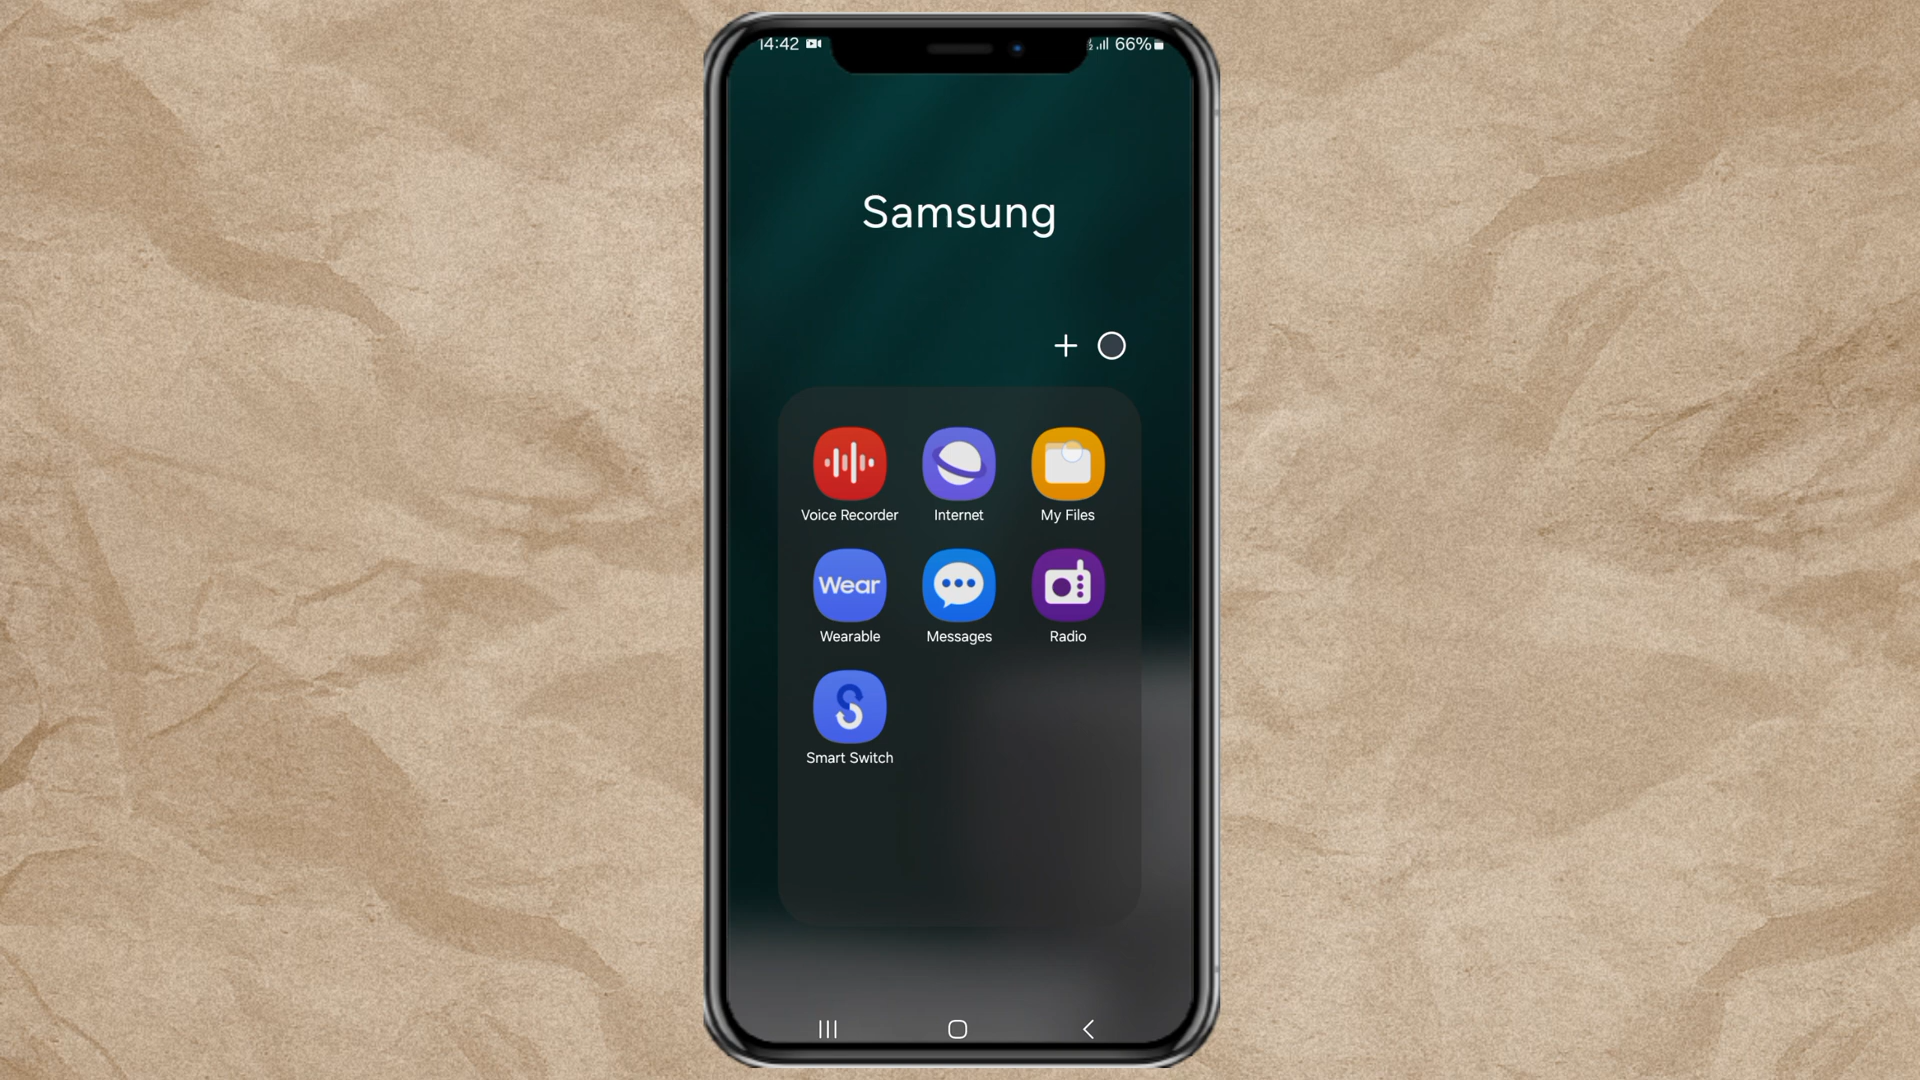 14:42
66%
Samsung
Voice Recorder
Internet
My Files
Wear
Wearable
Messages
Radio
Smart Switch